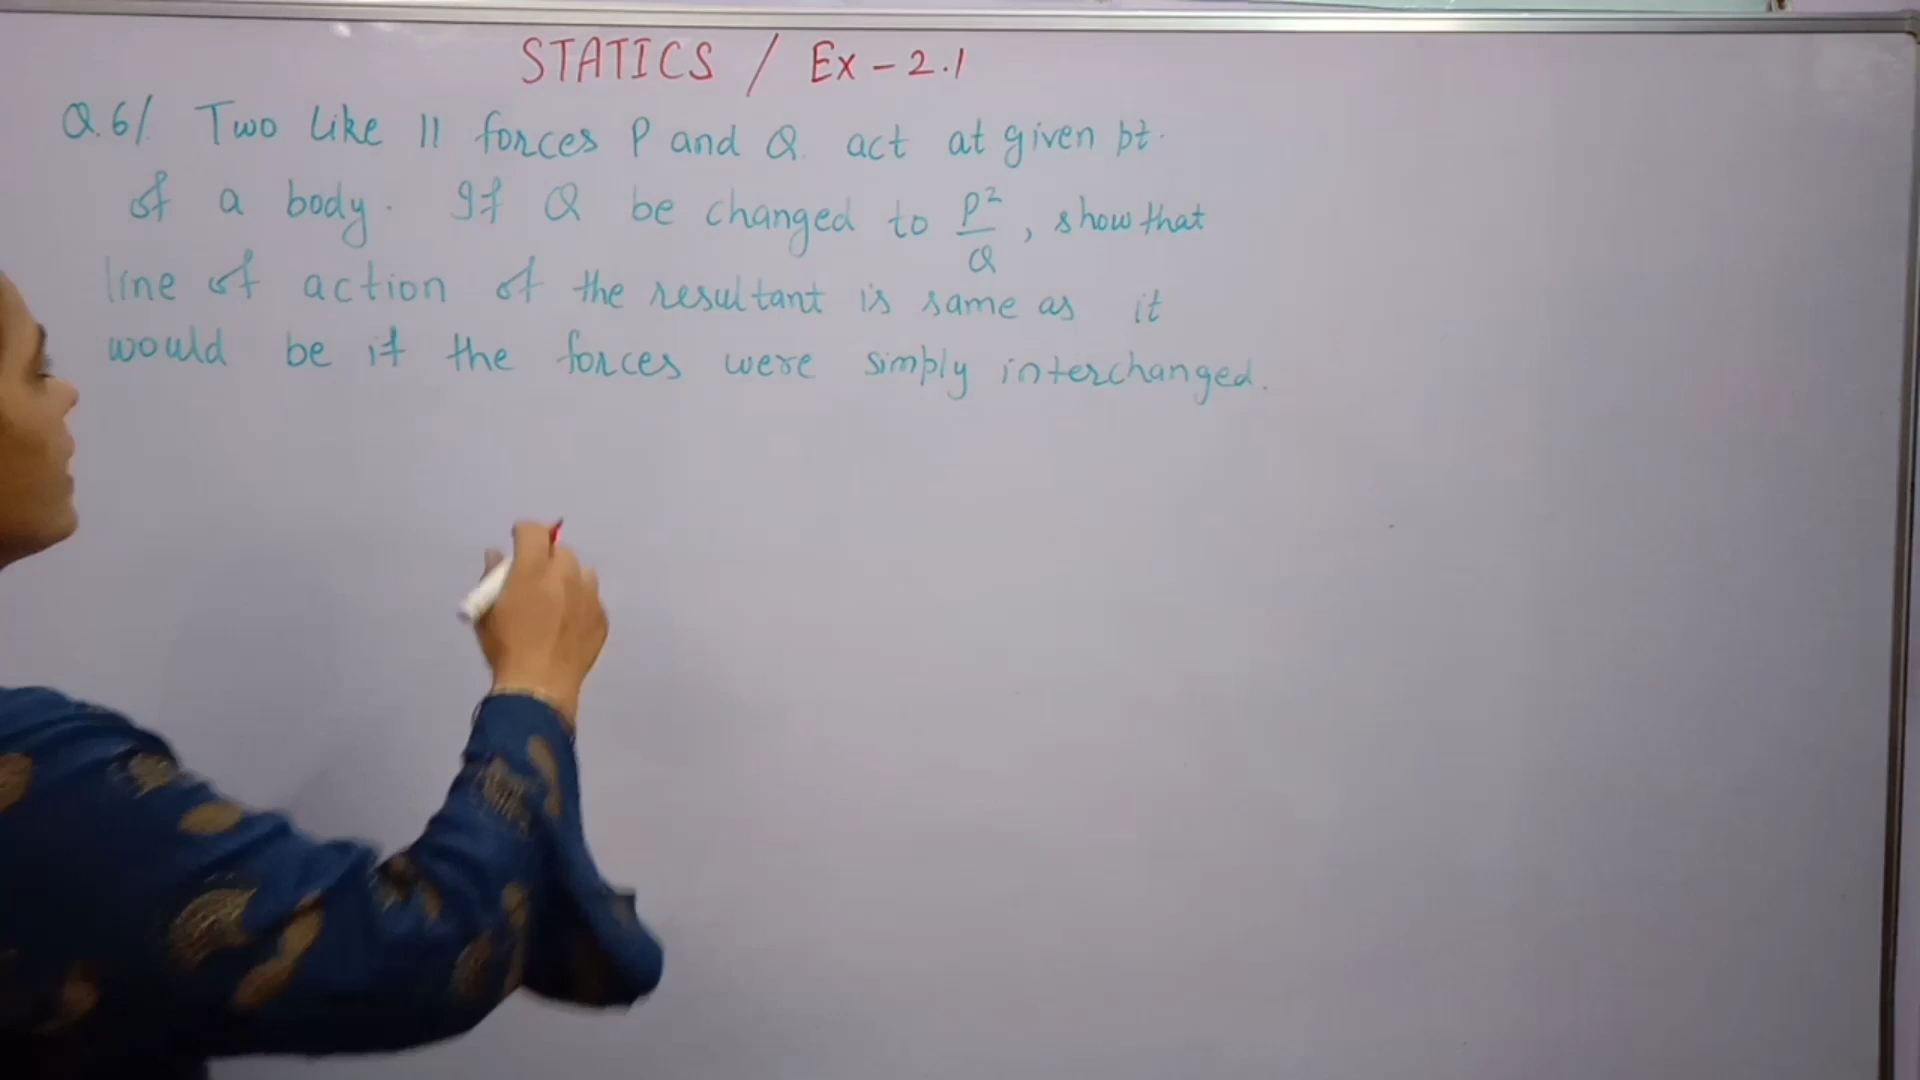 STATICS / Ex - 2.1
Q.6/. Two like || forces P and Q act at given pt.
of a body. If Q be changed to P²/Q, show that
line of action of the resultant is same as it
would be if the forces were simply interchanged.